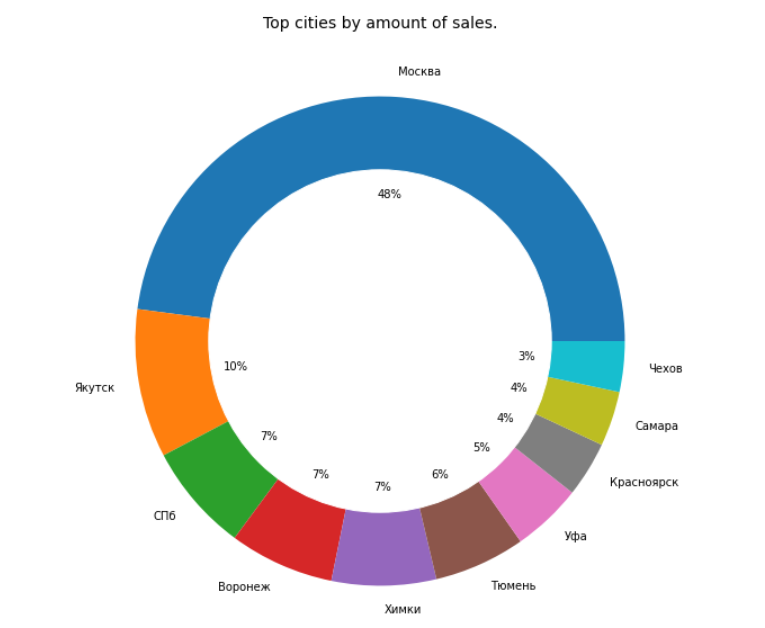 Top cities by amount of sales.
Москва
48%
10%
Якутск
7%
СПб
7%
Воронеж
7%
Химки
6%
Тюмень
5%
Уфа
4%
Красноярск
4%
Самара
3%
Чехов